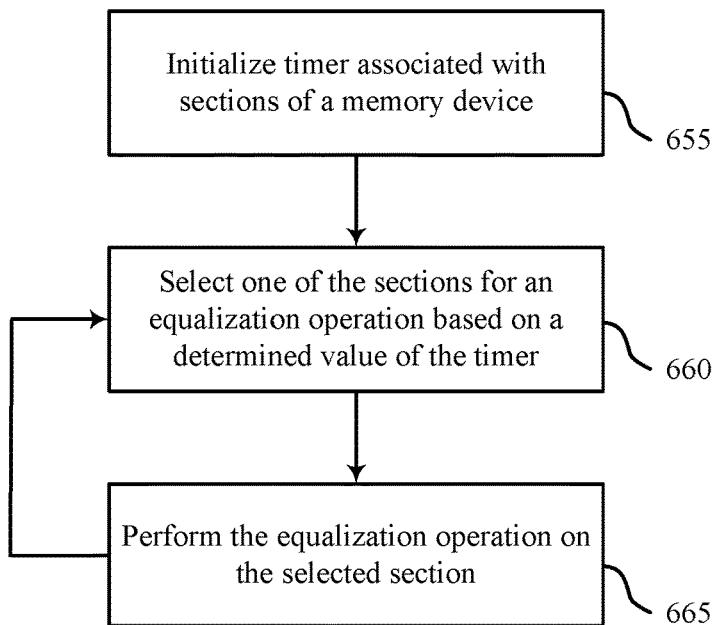 Initialize timer associated with
sections of a memory device
655
Select one of the sections for an
equalization operation based on a
determined value of the timer
660
Perform the equalization operation on
the selected section
665